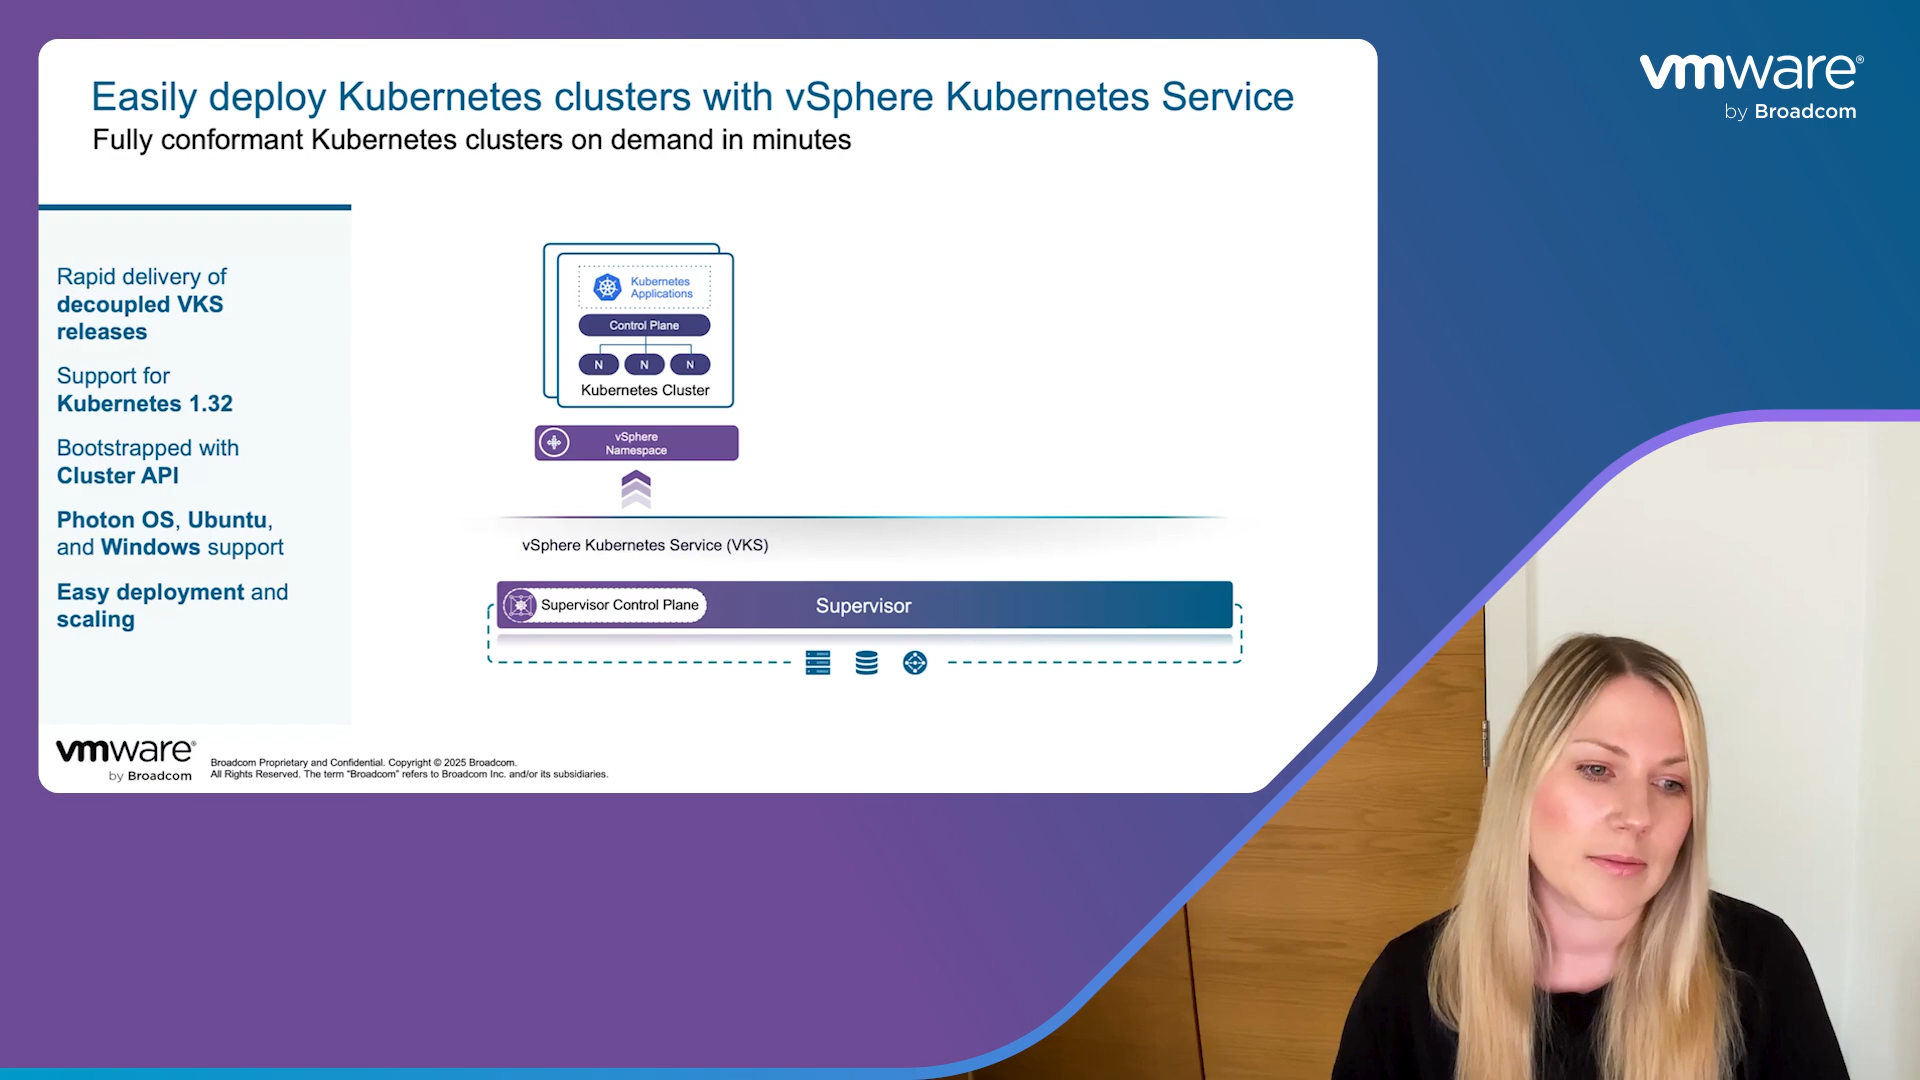 Easily deploy Kubernetes clusters with vSphere Kubernetes Service
Fully conformant Kubernetes clusters on demand in minutes
vmware®
by Broadcom
Rapid delivery of
decoupled VKS
releases
Support for
Kubernetes 1.32
Bootstrapped with
Cluster API
Photon OS, Ubuntu,
and Windows support
Easy deployment and
scaling
Kubernetes
Applications
Control Plane
N N N
Kubernetes Cluster
vSphere
Namespace
vSphere Kubernetes Service (VKS)
Supervisor Control Plane
Supervisor
vmware®
by Broadcom
Broadcom Proprietary and Confidential. Copyright © 2025 Broadcom.
All Rights Reserved. The term “Broadcom” refers to Broadcom Inc. and/or its subsidiaries.